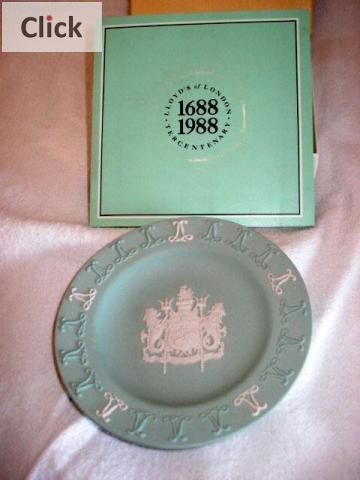 Click
LLOYD'S of LONDON
1688
1988
TERCENTENARY